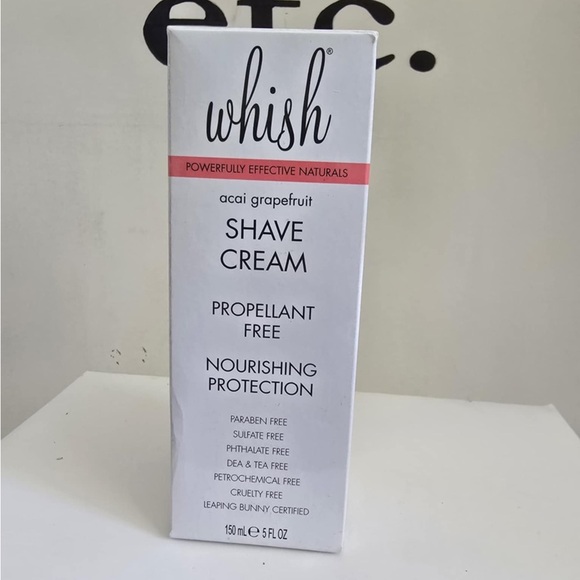 etc.
whish®
POWERFULLY EFFECTIVE NATURALS
acai grapefruit
SHAVE
CREAM
PROPELLANT
FREE
NOURISHING
PROTECTION
PARABEN FREE
SULFATE FREE
PHTHALATE FREE
DEA & TEA FREE
PETROCHEMICAL FREE
CRUELTY FREE
LEAPING BUNNY CERTIFIED
150 mL ℮ 5 FL OZ